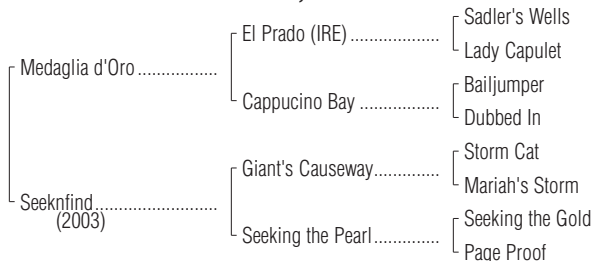 Sadler's Wells
El Prado (IRE) ..................
Lady Capulet
Medaglia d'Oro ................
Bailjumper
Cappucino Bay ................
Dubbed In
Storm Cat
Giant's Causeway..............
Mariah's Storm
Seeknfind........................
(2003)
Seeking the Gold
Seeking the Pearl..............
Page Proof